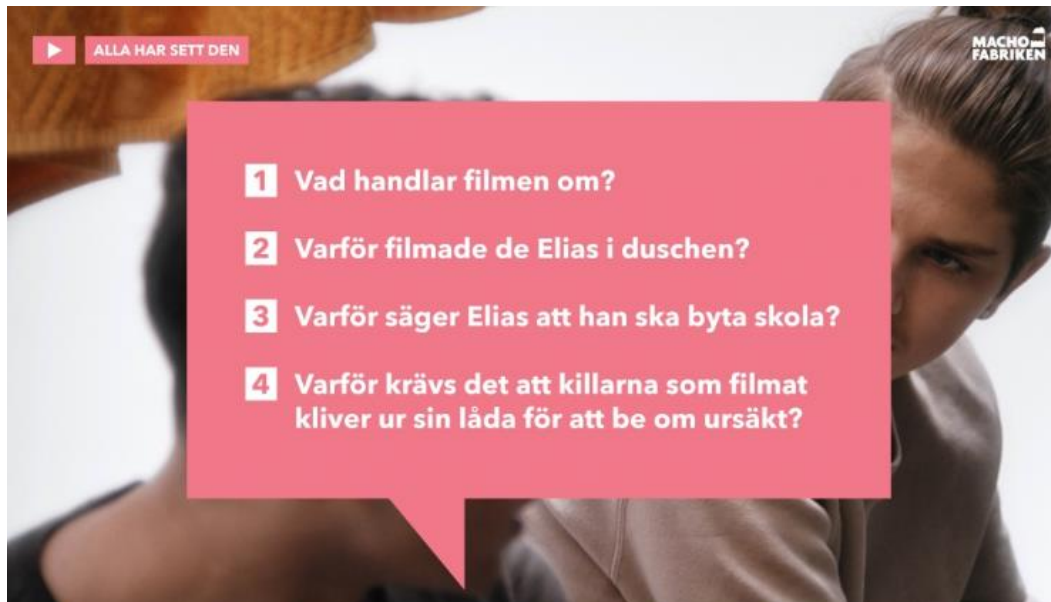 ALLA HAR SETT DEN
MACHO
FABRIKEN
1 Vad handlar filmen om?
2 Varför filmade de Elias i duschen?
3 Varför säger Elias att han ska byta skola?
4 Varför krävs det att killarna som filmat
kliver ur sin låda för att be om ursäkt?